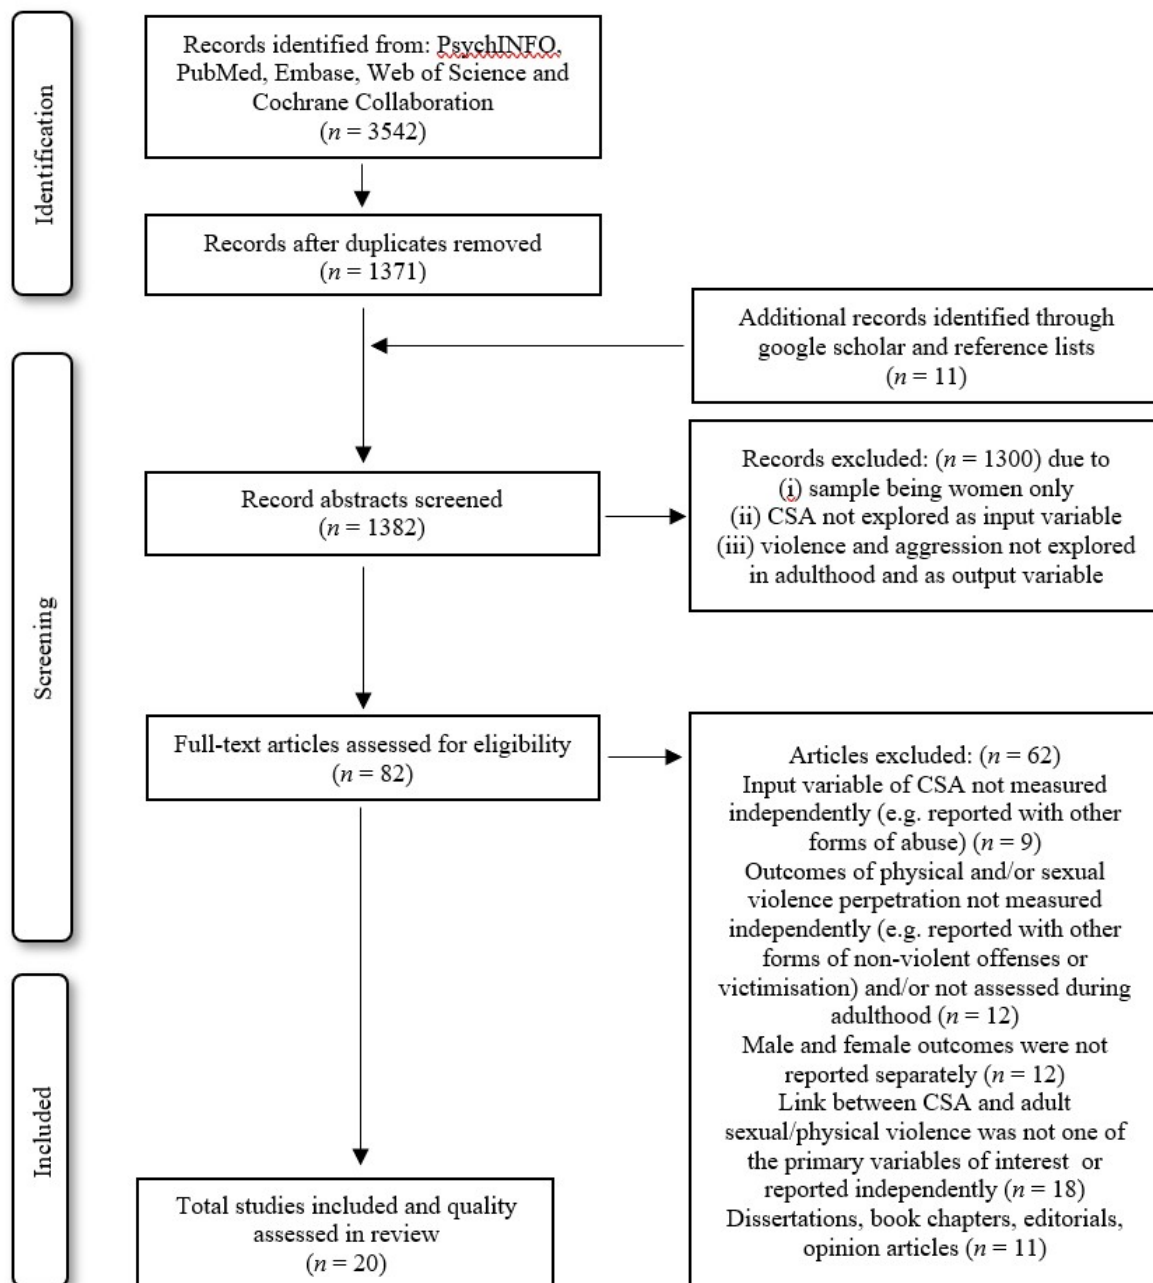 Identification
Records identified from: PsychINFO,
PubMed, Embase, Web of Science and
Cochrane Collaboration
(n = 3542)
Records after duplicates removed
(n = 1371)
Additional records identified through
google scholar and reference lists
(n = 11)
Screening
Record abstracts screened
(n = 1382)
Records excluded: (n = 1300) due to
(i) sample being women only
(ii) CSA not explored as input variable
(iii) violence and aggression not explored
in adulthood and as output variable
Full-text articles assessed for eligibility
(n = 82)
Articles excluded: (n = 62)
Input variable of CSA not measured
independently (e.g. reported with other
forms of abuse) (n = 9)
Outcomes of physical and/or sexual
violence perpetration not measured
independently (e.g. reported with other
forms of non-violent offenses or
victimisation) and/or not assessed during
adulthood (n = 12)
Male and female outcomes were not
reported separately (n = 12)
Link between CSA and adult
sexual/physical violence was not one of
the primary variables of interest or
reported independently (n = 18)
Dissertations, book chapters, editorials,
opinion articles (n = 11)
Included
Total studies included and quality
assessed in review
(n = 20)